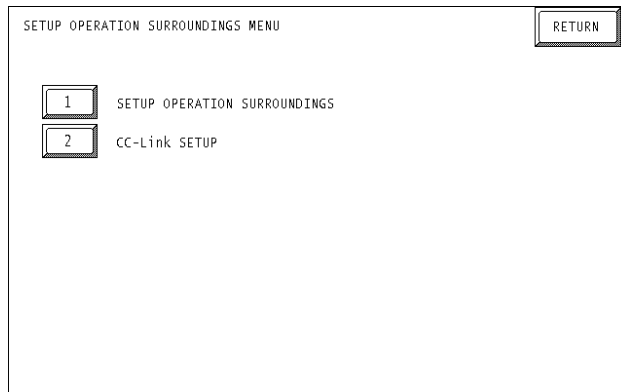 SETUP OPERATION SURROUNDINGS MENU RETURN
1 SETUP OPERATION SURROUNDINGS
2 CC-Link SETUP